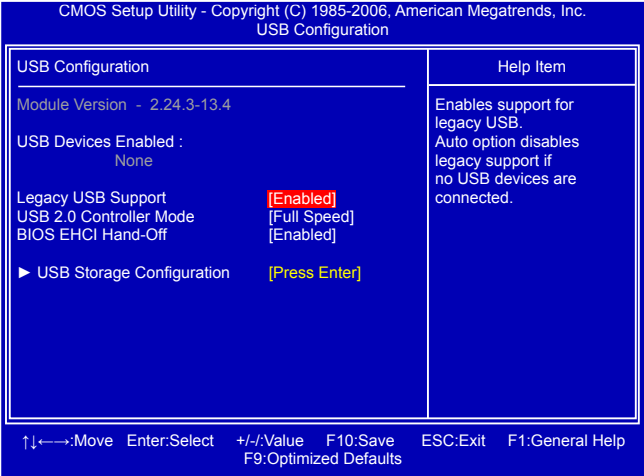 CMOS Setup Utility - Copyright (C) 1985-2006, American Megatrends, Inc.
USB Configuration
USB Configuration
Module Version - 2.24.3-13.4
USB Devices Enabled :
None
Legacy USB Support [Enabled]
USB 2.0 Controller Mode [Full Speed]
BIOS EHCI Hand-Off [Enabled]
► USB Storage Configuration [Press Enter]
Help Item
Enables support for
legacy USB.
Auto option disables
legacy support if
no USB devices are
connected.
↑↓←→:Move Enter:Select +/-/:Value F10:Save ESC:Exit F1:General Help
F9:Optimized Defaults